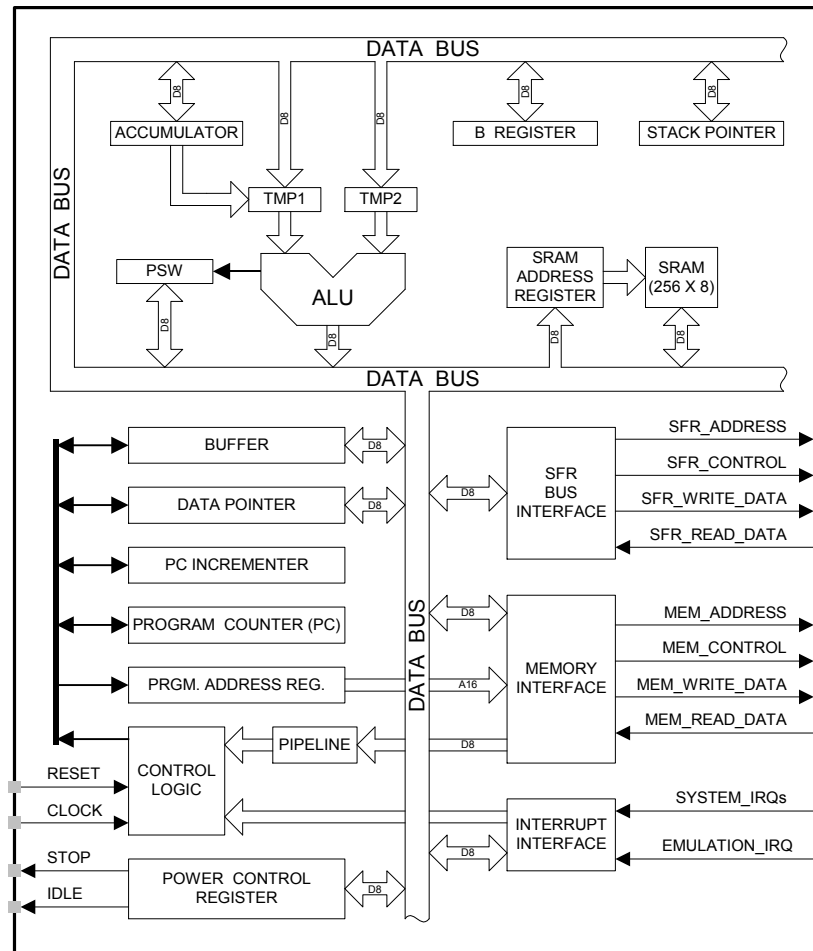 DATA BUS
D8
D8
D8
D8
D8
ACCUMULATOR
B REGISTER
STACK POINTER
DATA BUS
TMP1
TMP2
PSW
ALU
SRAM
ADDRESS
REGISTER
SRAM
(256 X 8)
D8
D8
D8
D8
DATA BUS
BUFFER
D8
DATA POINTER
D8
PC INCREMENTER
PROGRAM COUNTER (PC)
PRGM. ADDRESS REG.
A16
DATA BUS
D8
SFR
BUS
INTERFACE
SFR_ADDRESS
SFR_CONTROL
SFR_WRITE_DATA
SFR_READ_DATA
D8
MEMORY
INTERFACE
MEM_ADDRESS
MEM_CONTROL
MEM_WRITE_DATA
MEM_READ_DATA
CONTROL
LOGIC
PIPELINE
D8
RESET
CLOCK
INTERRUPT
INTERFACE
SYSTEM_IRQs
EMULATION_IRQ
D8
STOP
IDLE
POWER CONTROL
REGISTER
D8